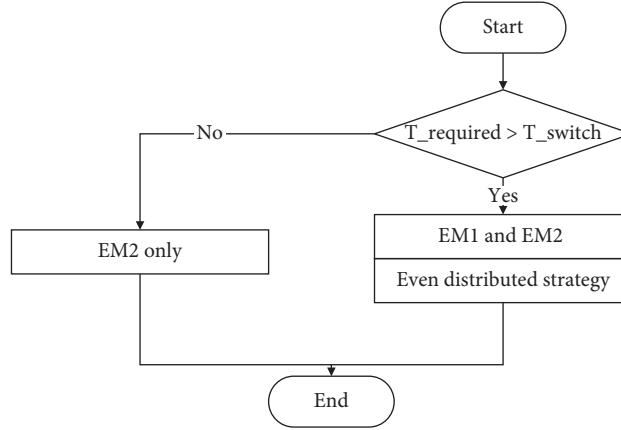 Start
T_required > T_switch
No
Yes
EM2 only
EM1 and EM2
Even distributed strategy
End